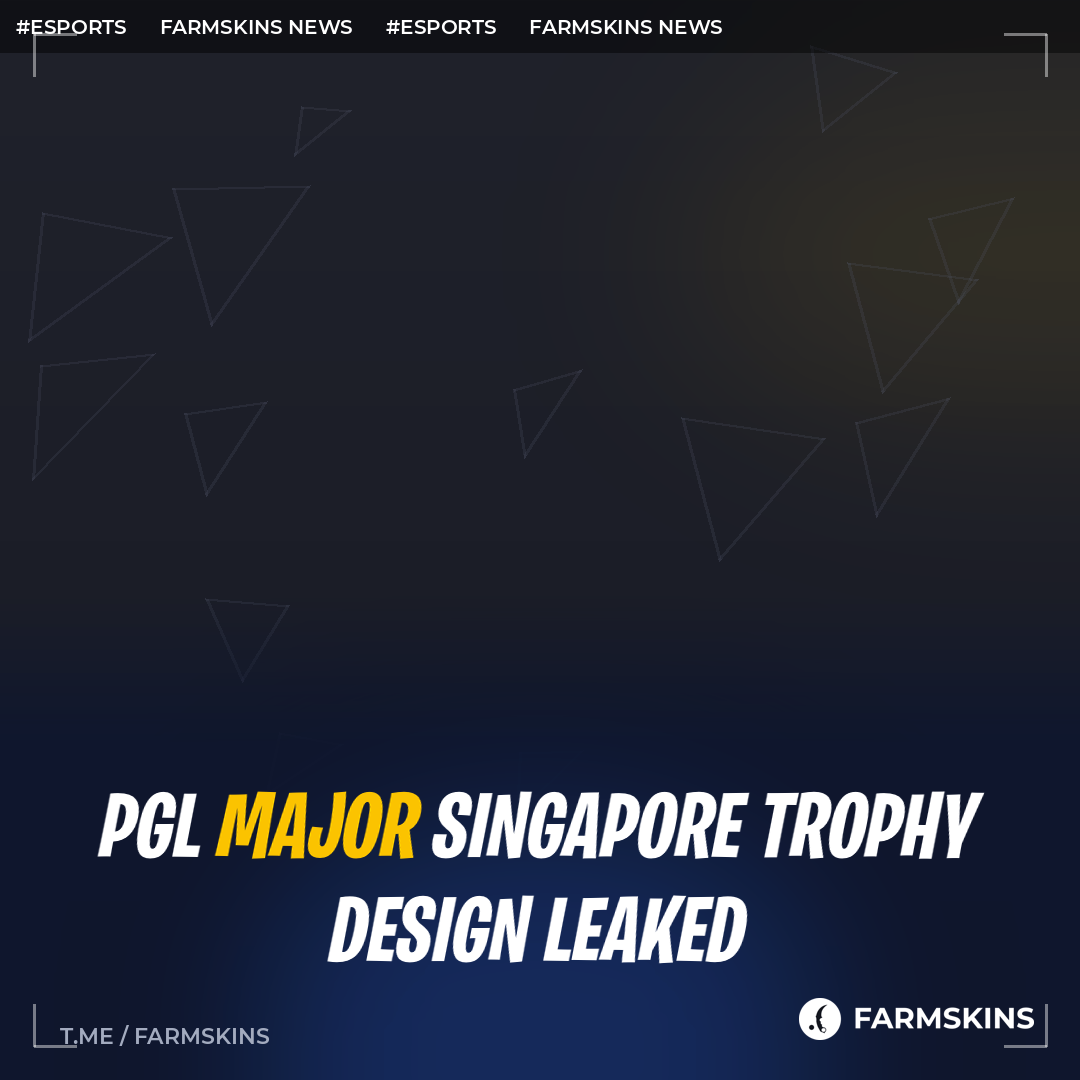 #ESPORTS FARMSKINS NEWS #ESPORTS FARMSKINS NEWS
PGL MAJOR SINGAPORE TROPHY
DESIGN LEAKED
T.ME / FARMSKINS
FARMSKINS